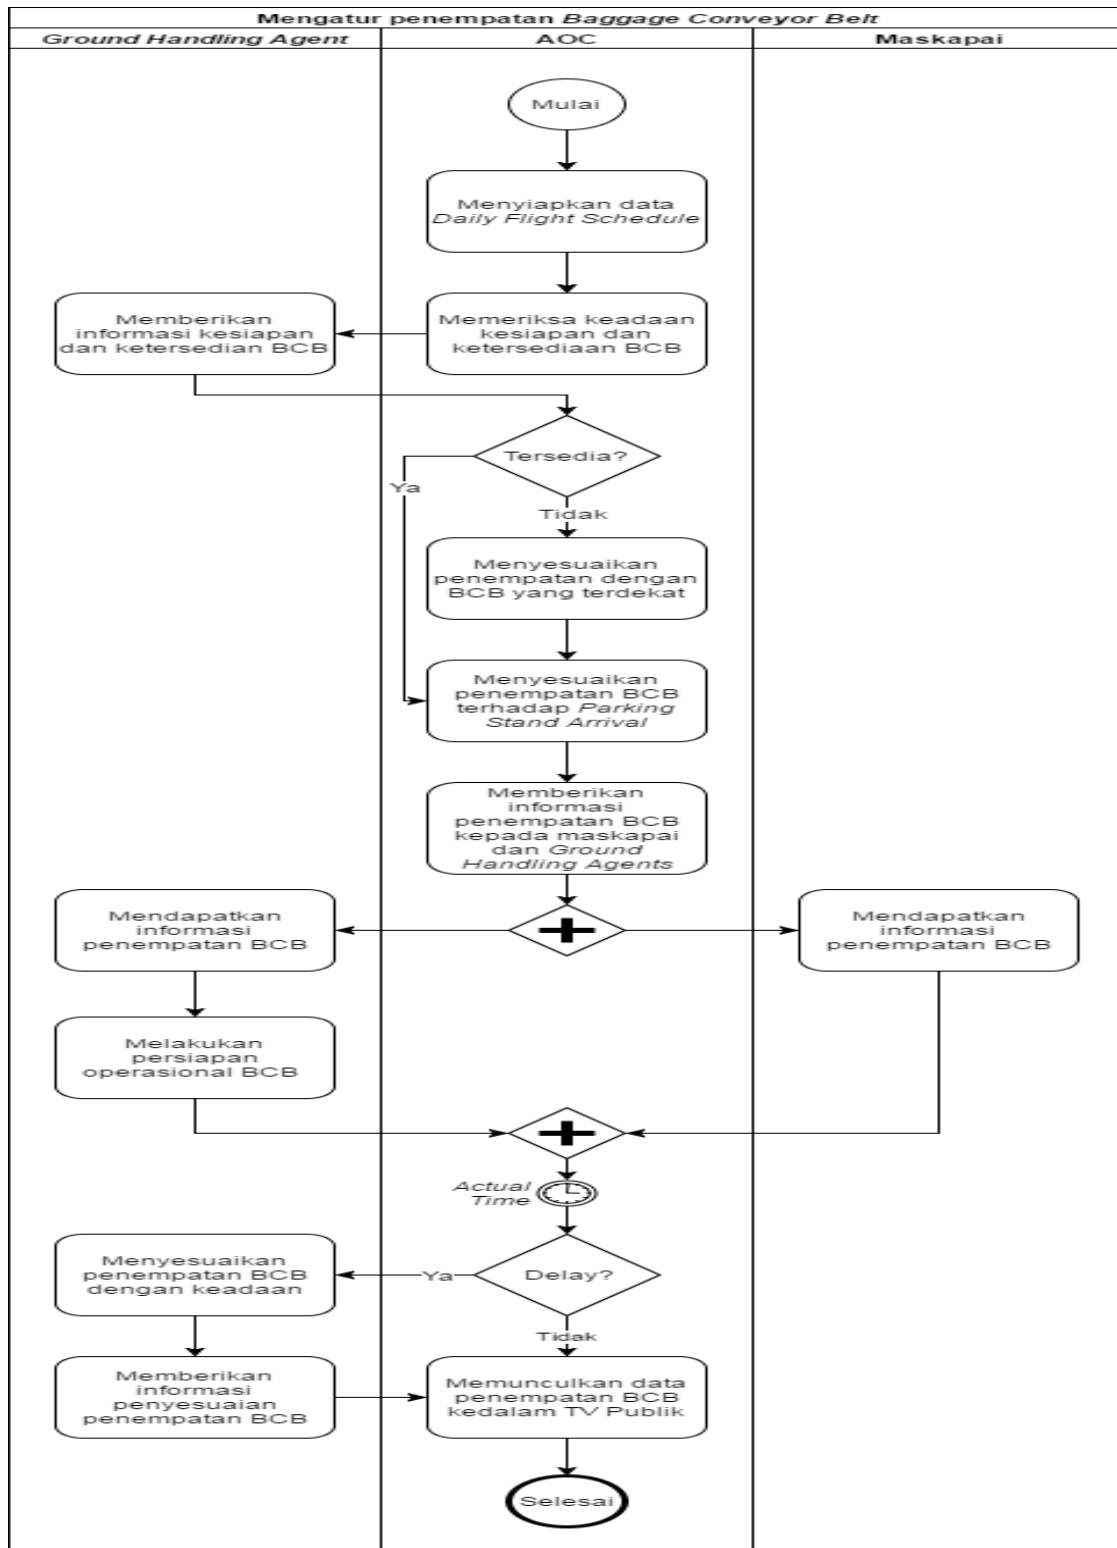 Mengatur penempatan Baggage Conveyor Belt
Ground Handling Agent
AOC
Maskapai
Mulai
Menyiapkan data
Daily Flight Schedule
Memberikan
informasi kesiapan
dan ketersedian BCB
Memeriksa keadaan
kesiapan dan
ketersediaan BCB
Tersedia?
Ya
Tidak
Menyesuaikan
penempatan dengan
BCB yang terdekat
Menyesuaikan
penempatan BCB
terhadap Parking
Stand Arrival
Memberikan
informasi
penempatan BCB
kepada maskapai
dan Ground
Handling Agents
Mendapatkan
informasi
penempatan BCB
Mendapatkan
informasi
penempatan BCB
Melakukan
persiapan
operasional BCB
Actual
Time
Menyesuaikan
penempatan BCB
dengan keadaan
Ya
Delay?
Tidak
Memberikan
informasi
penyesuaian
penempatan BCB
Memunculkan data
penempatan BCB
kedalam TV Publik
Selesai